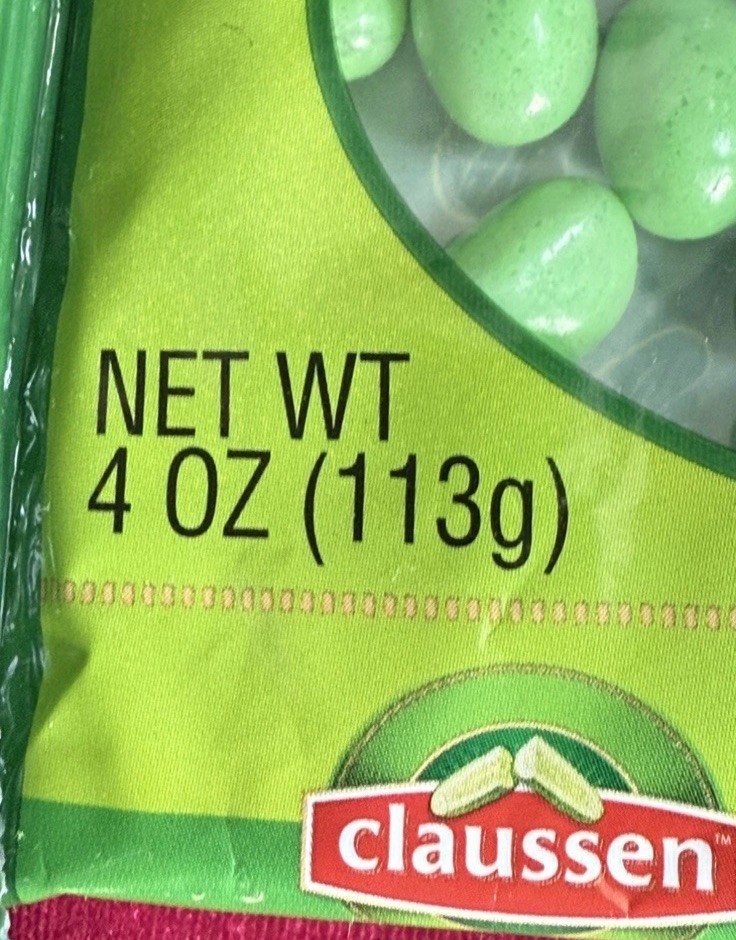 NET WT
4 OZ (113g)
claussen™